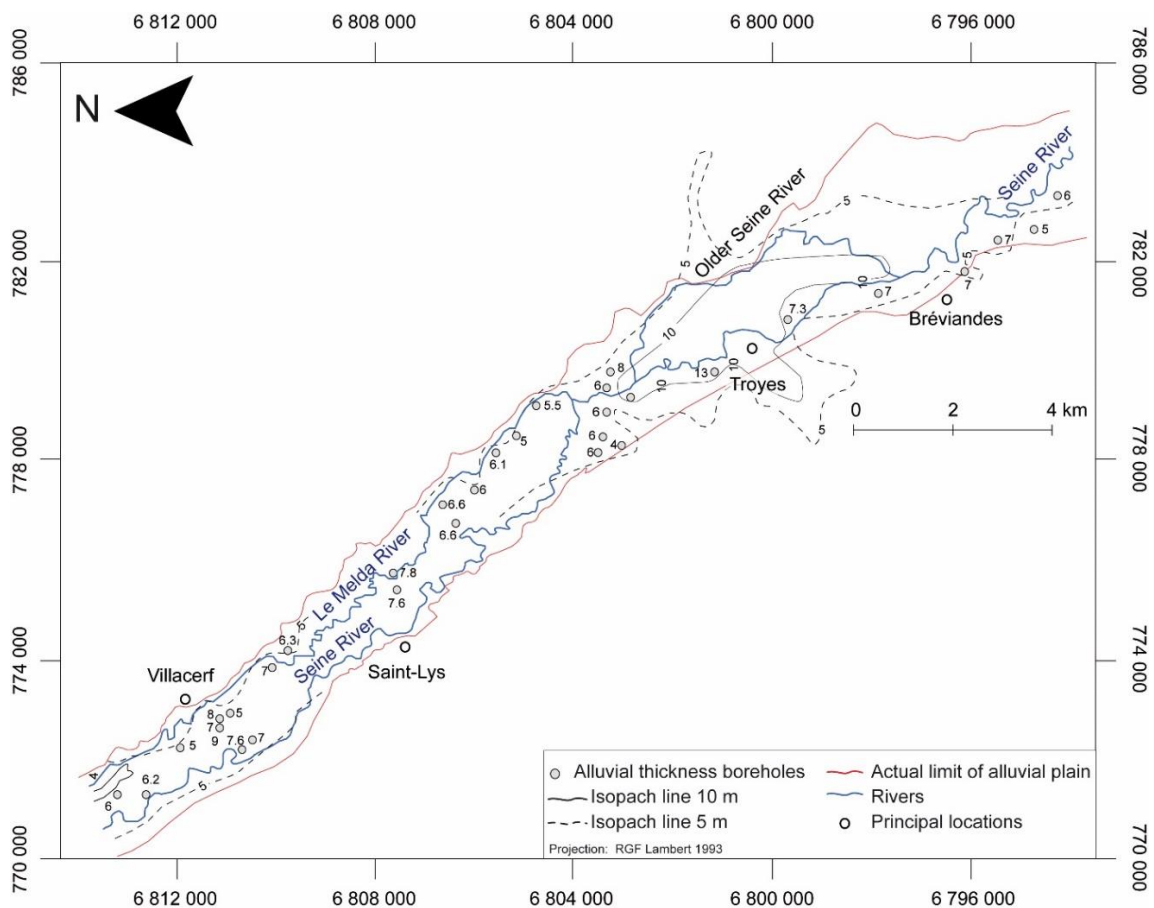 6 812 000
6 808 000
6 804 000
6 800 000
6 796 000
786 000
786 000
N
Seine River
Older Seine River
5
6
5
7
5
7
782 000
782 000
5
10
10
7
7.3
Bréviandes
10
8
6
13
10
10
Troyes
0 2 4 km
5
5.5
6
5
6
4
6
6.1
778 000
778 000
6
6.6
6.6
Le Melda River
7.8
7.6
5
6.3
7
Seine River
774 000
774 000
Saint-Lys
Villacerf
8
5
7
9
7.6
7
5
4
6.2
6
5
Alluvial thickness boreholes
Isopach line 10 m
Isopach line 5 m
Projection: RGF Lambert 1993
Actual limit of alluvial plain
Rivers
Principal locations
770 000
770 000
6 812 000
6 808 000
6 804 000
6 800 000
6 796 000